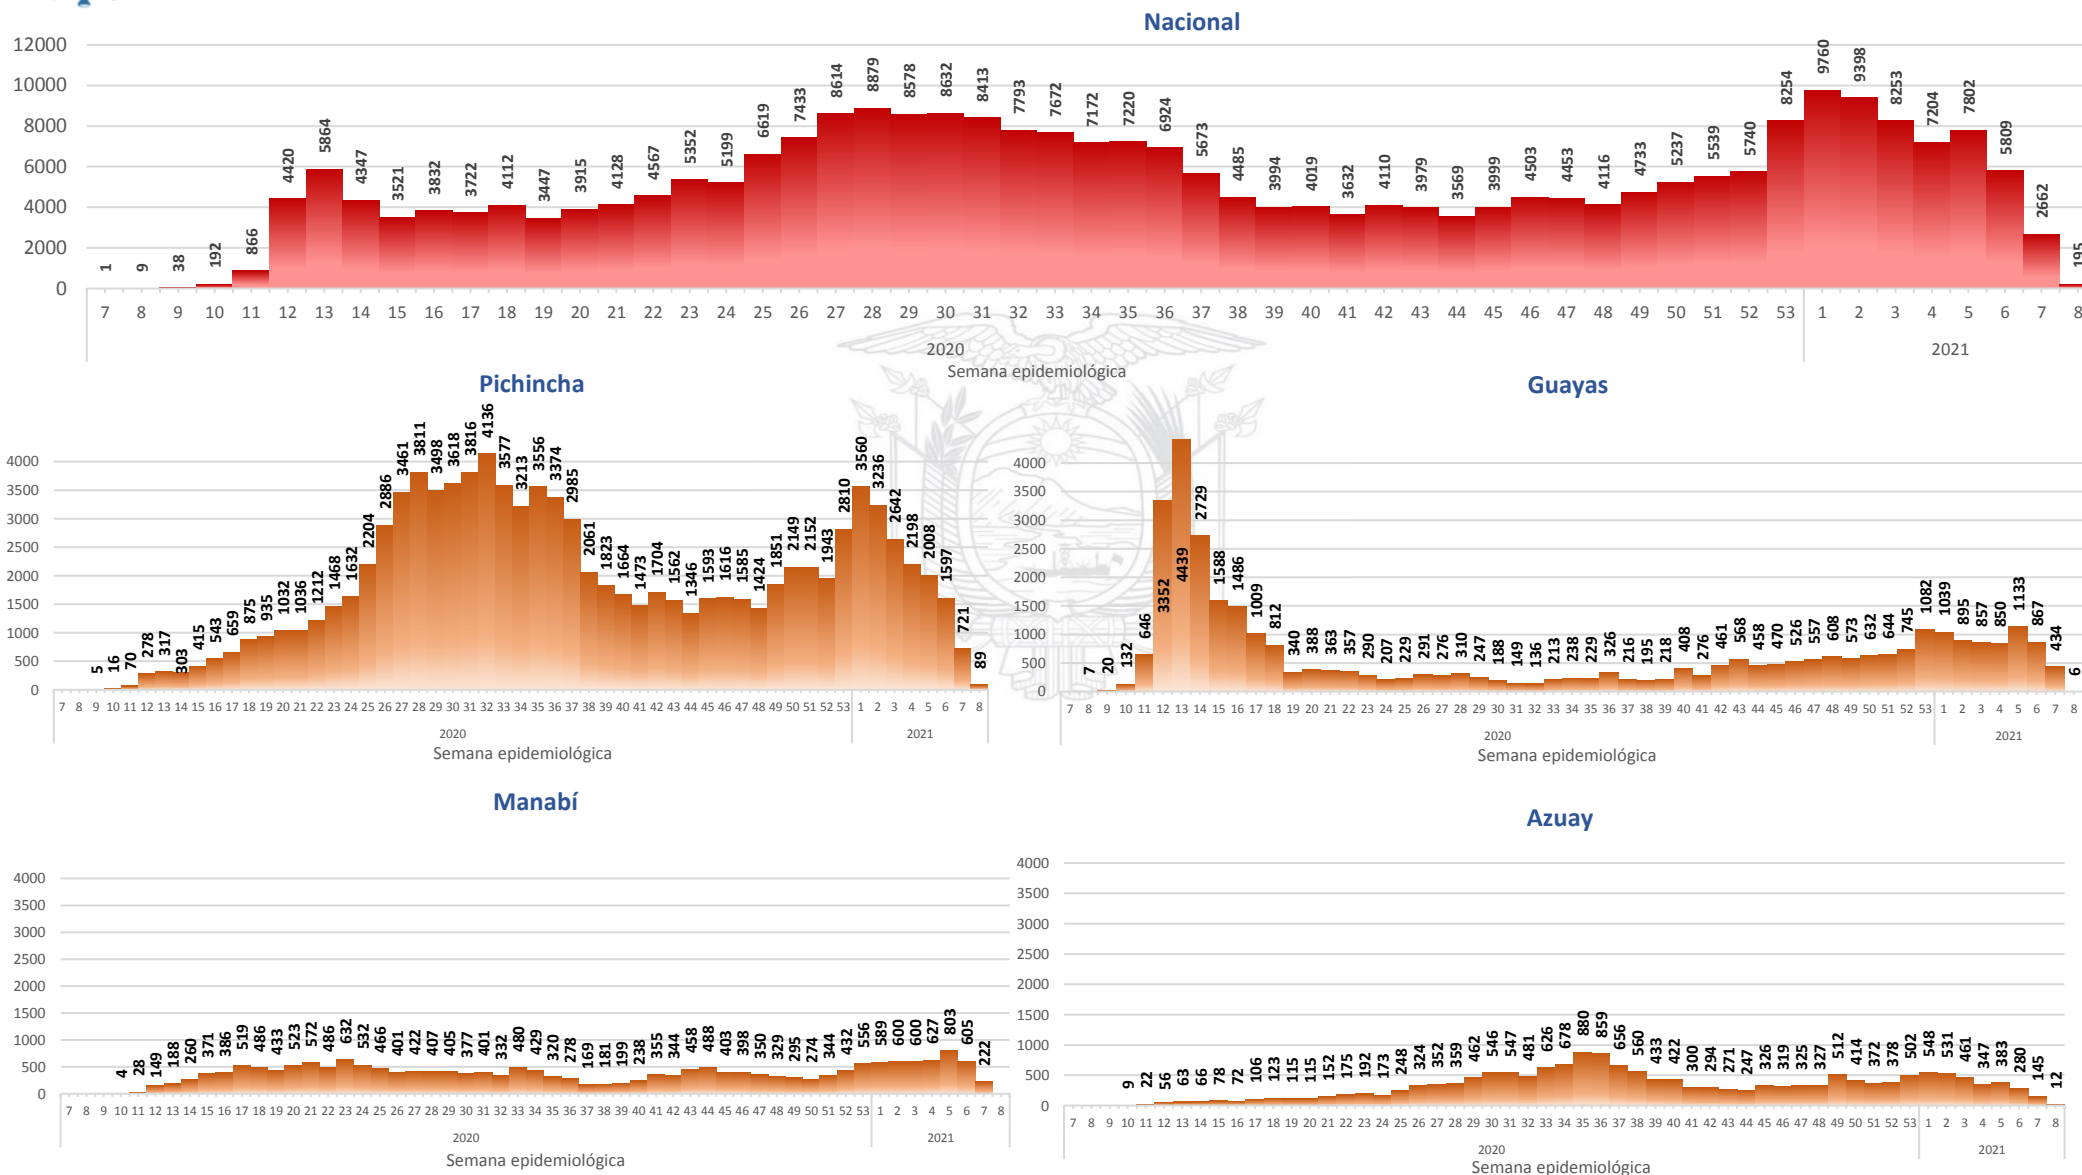 Nacional
12000
10000
8000
6000
4000
2000
0
1 9 38 192 866 4420 5864 4347 3521 3832 3722 4112 3447 3915 4128 4567 5352 5199 6619 7433 8614 8879 8578 8632 8413 7793 7672 7172 7220 6924 5673 4485 3994 4019 3632 4110 3979 3569 3999 4503 4453 4116 4733 5237 5539 5740 8254 9760 9398 8253 7204 7802 5809 2662 195
7 8 9 10 11 12 13 14 15 16 17 18 19 20 21 22 23 24 25 26 27 28 29 30 31 32 33 34 35 36 37 38 39 40 41 42 43 44 45 46 47 48 49 50 51 52 53 1 2 3 4 5 6 7 8
2020 2021
Semana epidemiológica
Pichincha
4000
3500
3000
2500
2000
1500
1000
500
0
5 16 70 278 317 303 415 543 659 875 935 1032 1036 1212 1468 1632 2204 2886 3461 3811 3498 3618 3816 4136 3577 3213 3556 3374 2985 2061 1823 1664 1473 1704 1562 1346 1593 1616 1585 1424 1851 2149 2152 1943 2810 3560 3236 2642 2198 2008 1597 721 89
7 8 9 10 11 12 13 14 15 16 17 18 19 20 21 22 23 24 25 26 27 28 29 30 31 32 33 34 35 36 37 38 39 40 41 42 43 44 45 46 47 48 49 50 51 52 53 1 2 3 4 5 6 7 8
2020 2021
Semana epidemiológica
Guayas
4000
3500
3000
2500
2000
1500
1000
500
0
7 20 132 646 3352 4439 2729 1588 1486 1009 812 340 388 363 357 290 207 229 291 276 310 247 188 149 136 213 238 229 326 216 195 218 408 276 461 568 458 470 526 557 608 573 632 644 745 1082 1039 895 857 850 1133 867 434 6
7 8 9 10 11 12 13 14 15 16 17 18 19 20 21 22 23 24 25 26 27 28 29 30 31 32 33 34 35 36 37 38 39 40 41 42 43 44 45 46 47 48 49 50 51 52 53 1 2 3 4 5 6 7 8
2020 2021
Semana epidemiológica
Manabí
4000
3500
3000
2500
2000
1500
1000
500
0
4 28 149 188 260 371 386 519 486 433 523 572 486 632 532 466 401 422 407 405 377 401 332 480 429 320 278 169 181 199 238 355 344 458 488 403 398 350 329 295 274 344 432 556 589 600 600 627 803 605 222
7 8 9 10 11 12 13 14 15 16 17 18 19 20 21 22 23 24 25 26 27 28 29 30 31 32 33 34 35 36 37 38 39 40 41 42 43 44 45 46 47 48 49 50 51 52 53 1 2 3 4 5 6 7 8
2020 2021
Semana epidemiológica
Azuay
4000
3500
3000
2500
2000
1500
1000
500
0
9 22 56 63 66 78 72 106 123 115 115 152 175 192 173 248 324 352 359 462 546 547 481 626 678 880 859 656 560 433 422 300 294 271 247 326 319 325 327 512 414 372 378 502 548 531 461 347 383 280 145 12
7 8 9 10 11 12 13 14 15 16 17 18 19 20 21 22 23 24 25 26 27 28 29 30 31 32 33 34 35 36 37 38 39 40 41 42 43 44 45 46 47 48 49 50 51 52 53 1 2 3 4 5 6 7 8
2020 2021
Semana epidemiológica